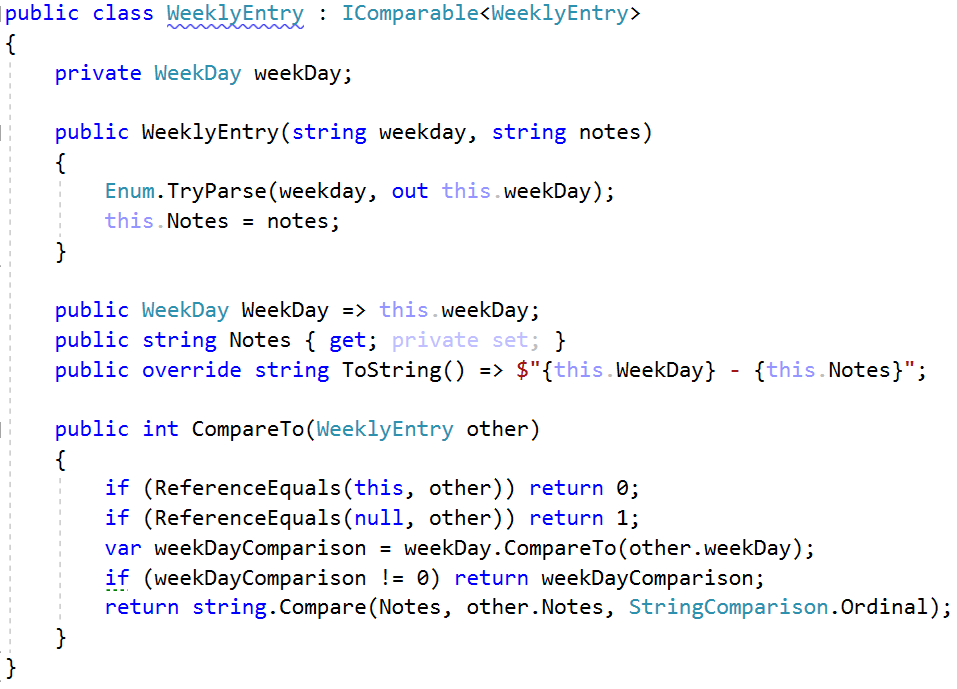 public class WeeklyEntry : IComparable<WeeklyEntry>
{
    private WeekDay weekDay;

    public WeeklyEntry(string weekday, string notes)
    {
        Enum.TryParse(weekday, out this.weekDay);
        this.Notes = notes;
    }

    public WeekDay WeekDay => this.weekDay;
    public string Notes { get; private set; }
    public override string ToString() => $"{this.WeekDay} - {this.Notes}";

    public int CompareTo(WeeklyEntry other)
    {
        if (ReferenceEquals(this, other)) return 0;
        if (ReferenceEquals(null, other)) return 1;
        var weekDayComparison = weekDay.CompareTo(other.weekDay);
        if (weekDayComparison != 0) return weekDayComparison;
        return string.Compare(Notes, other.Notes, StringComparison.Ordinal);
    }
}